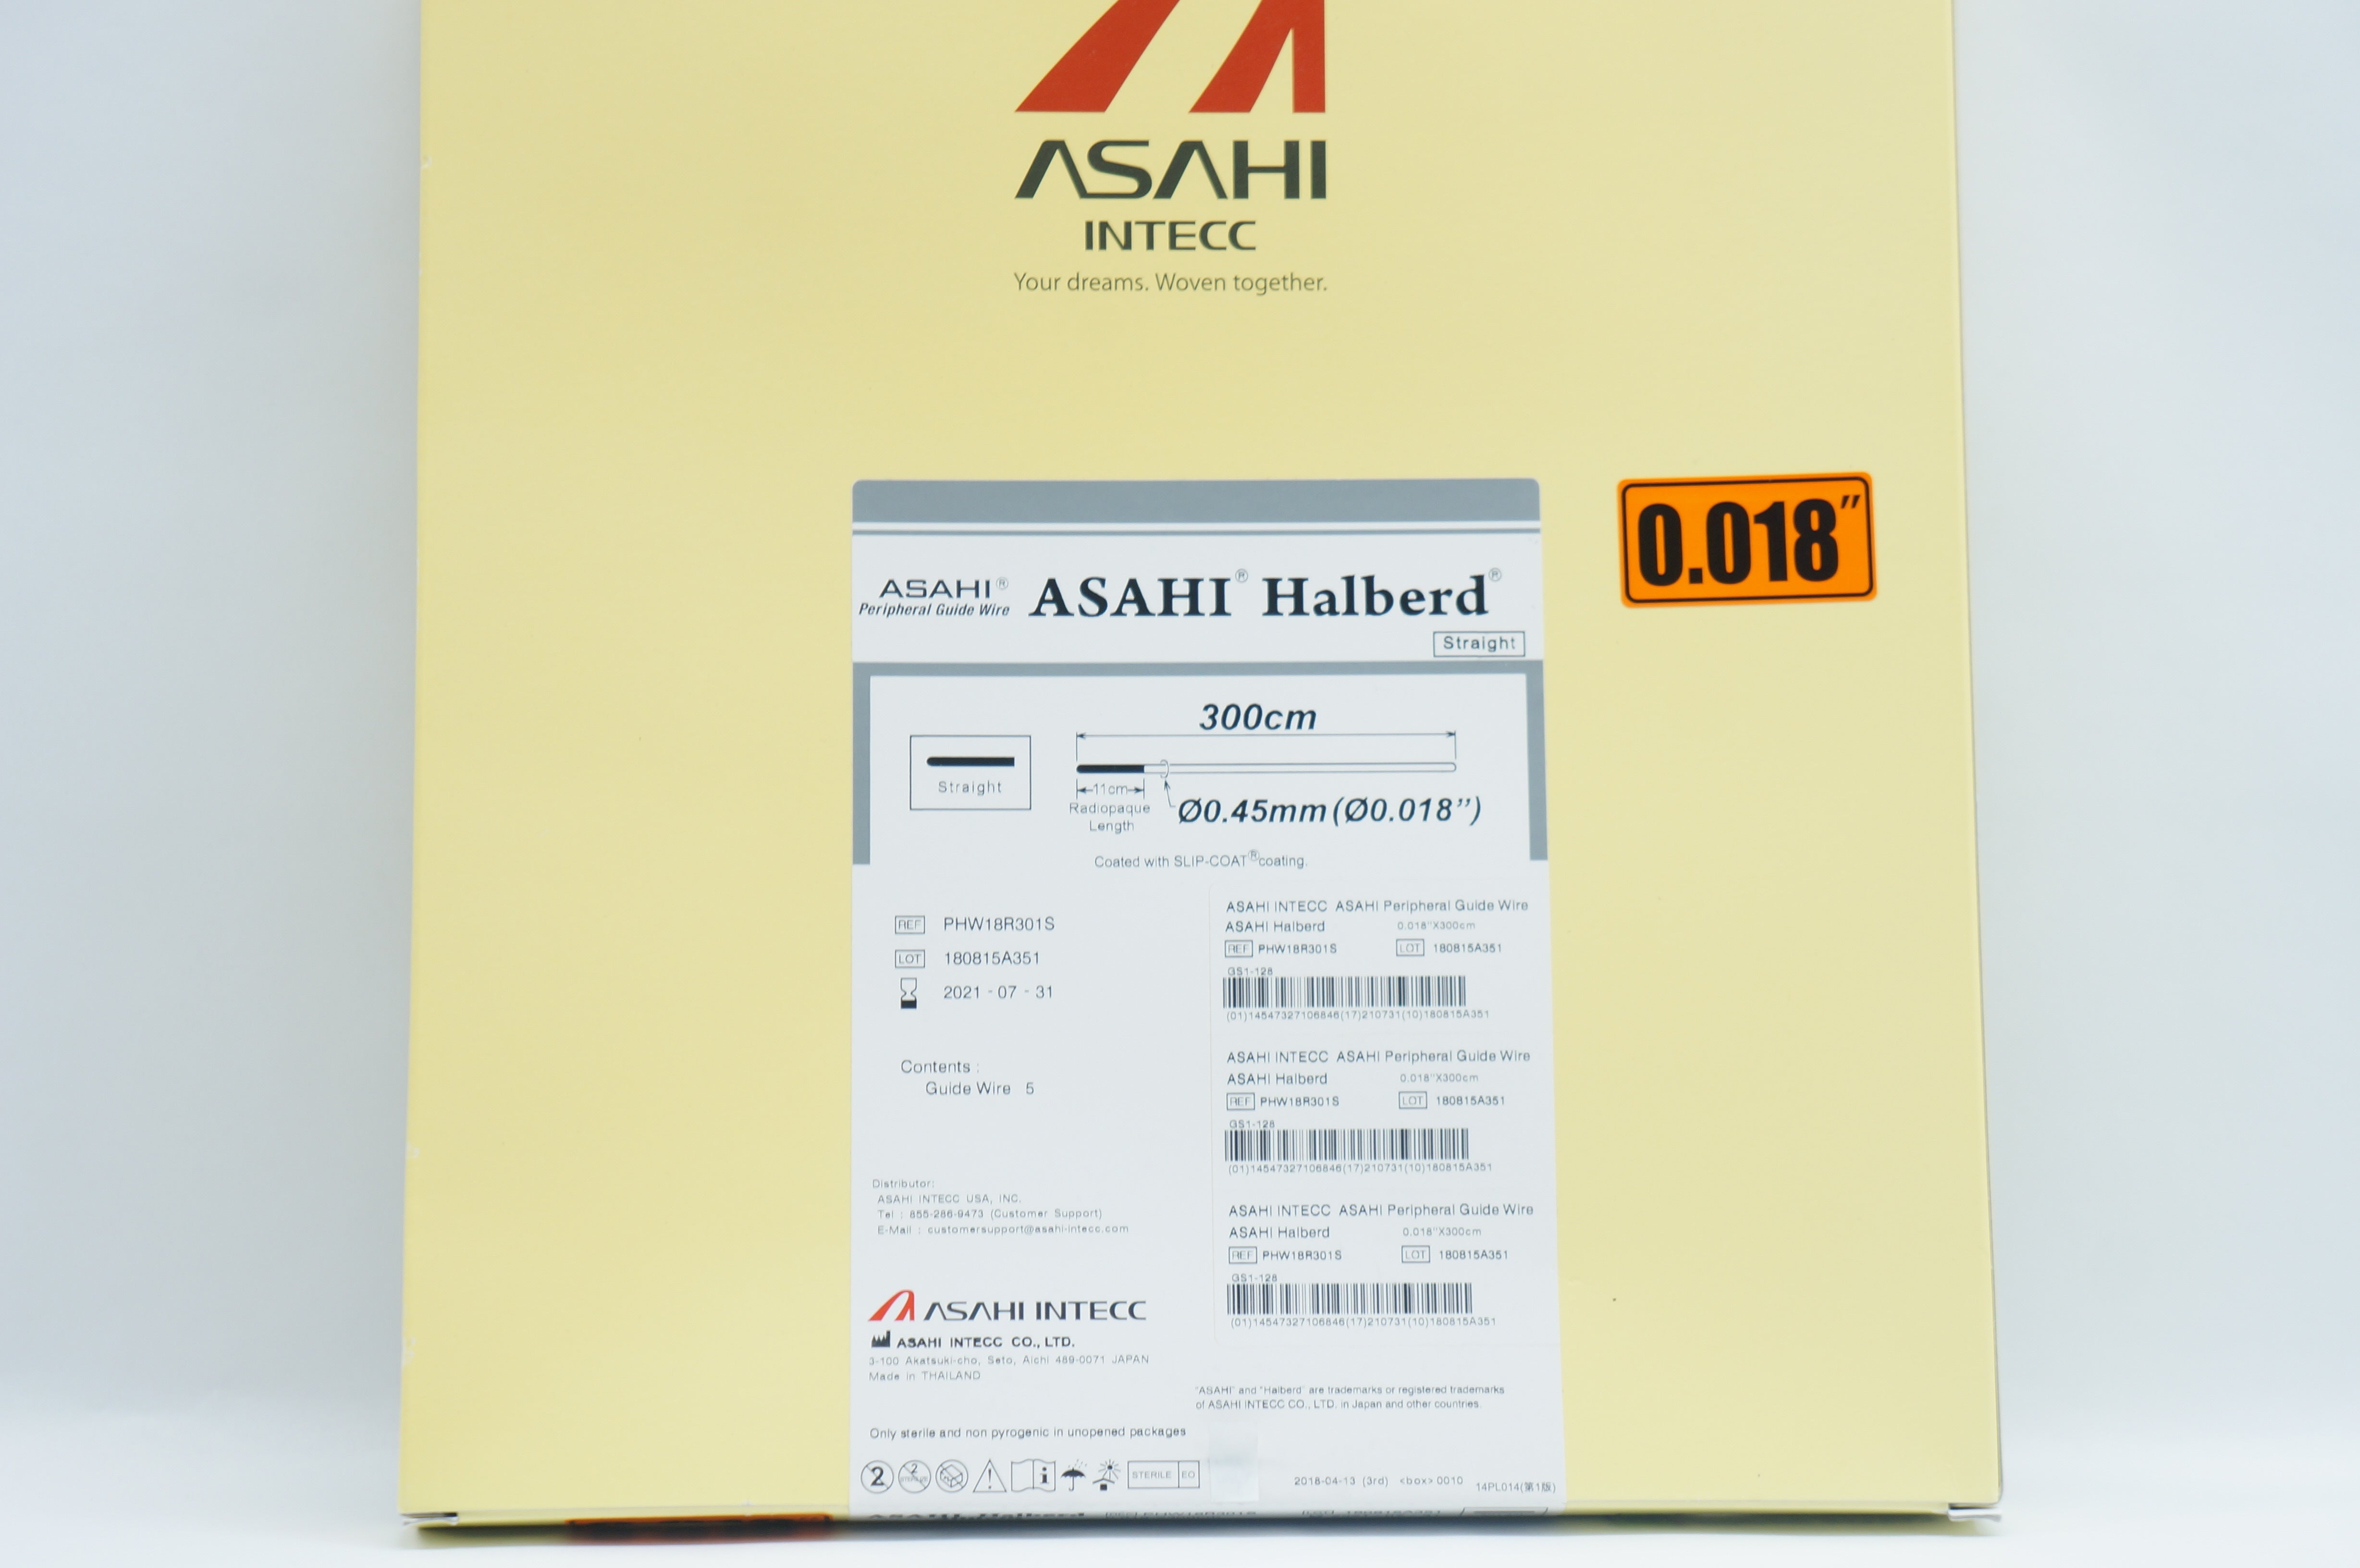 ASAHI
INTECC
Your dreams. Woven together.
0.018"
ASAHI®
Peripheral Guide Wire
ASAHI® Halberd®
Straight
300cm
Straight
11cm
Radiopaque
Length
Ø0.45mm(Ø0.018")
Coated with SLIP-COAT® coating.
REF PHW18R301S
LOT 180815A351
2021 - 07 - 31
Contents :
Guide Wire 5
ASAHI INTECC ASAHI Peripheral Guide Wire
ASAHI Halberd 0.018"X300cm
REF PHW18R301S LOT 180815A351
GS1-128
(01)14547327106846(17)210731(10)180815A351
ASAHI INTECC ASAHI Peripheral Guide Wire
ASAHI Halberd 0.018"X300cm
REF PHW18R301S LOT 180815A351
GS1-128
(01)14547327106846(17)210731(10)180815A351
ASAHI INTECC ASAHI Peripheral Guide Wire
ASAHI Halberd 0.018"X300cm
REF PHW18R301S LOT 180815A351
GS1-128
(01)14547327106846(17)210731(10)180815A351
Distributor:
ASAHI INTECC USA, INC.
Tel : 855-286-9473 (Customer Support)
E-Mail : customersupport@asahi-intecc.com
ASAHI INTECC
ASAHI INTECC CO., LTD.
3-100 Akatsuki-cho, Seto, Aichi 489-0071 JAPAN
Made in THAILAND
"ASAHI" and "Halberd" are trademarks or registered trademarks
of ASAHI INTECC CO., LTD. in Japan and other countries.
Only sterile and non pyrogenic in unopened packages
2
2
STERILE EO
2018-04-13 (3rd) <box> 0010
14PL014(第1版)